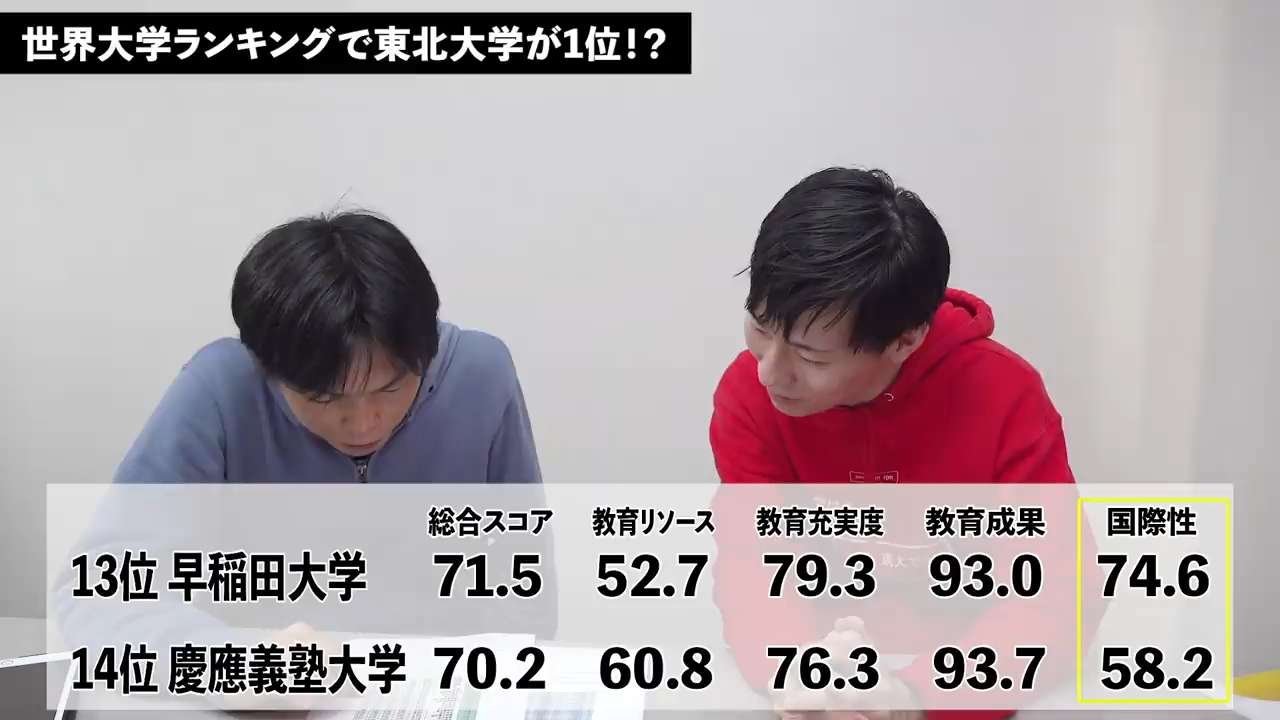 世界大学ランキングで東北大学が1位!?
総合スコア 教育リソース 教育充実度 教育成果 国際性
13位 早稲田大学 71.5 52.7 79.3 93.0 74.6
14位 慶應義塾大学 70.2 60.8 76.3 93.7 58.2